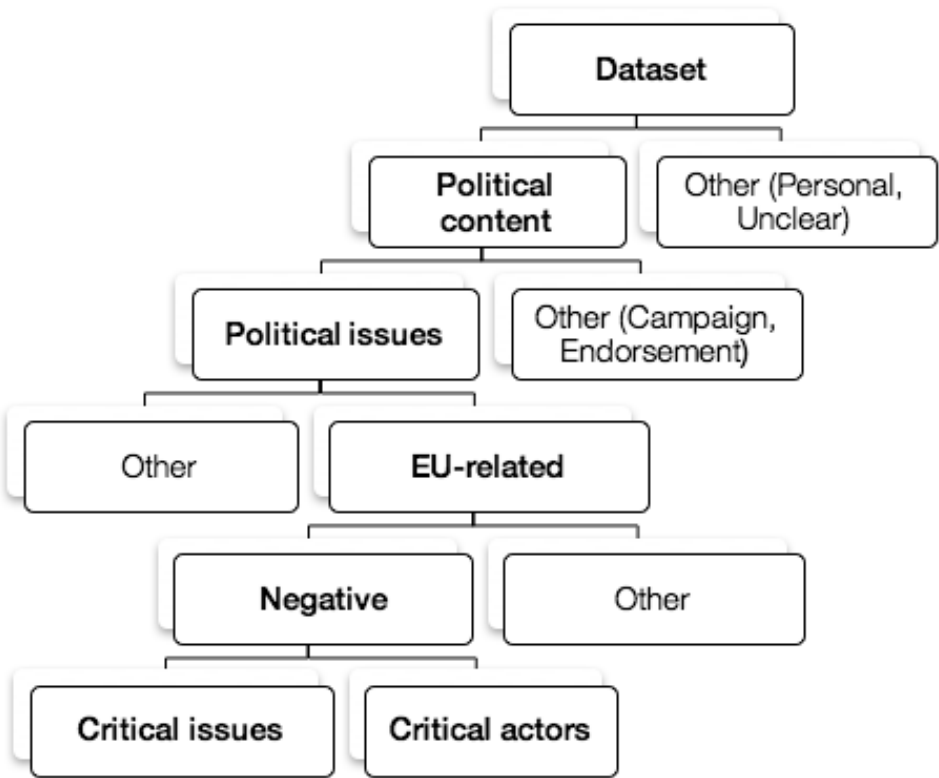 Dataset
Political
content
Other (Personal,
Unclear)
Political issues
Other (Campaign,
Endorsement)
Other
EU-related
Negative
Other
Critical issues
Critical actors